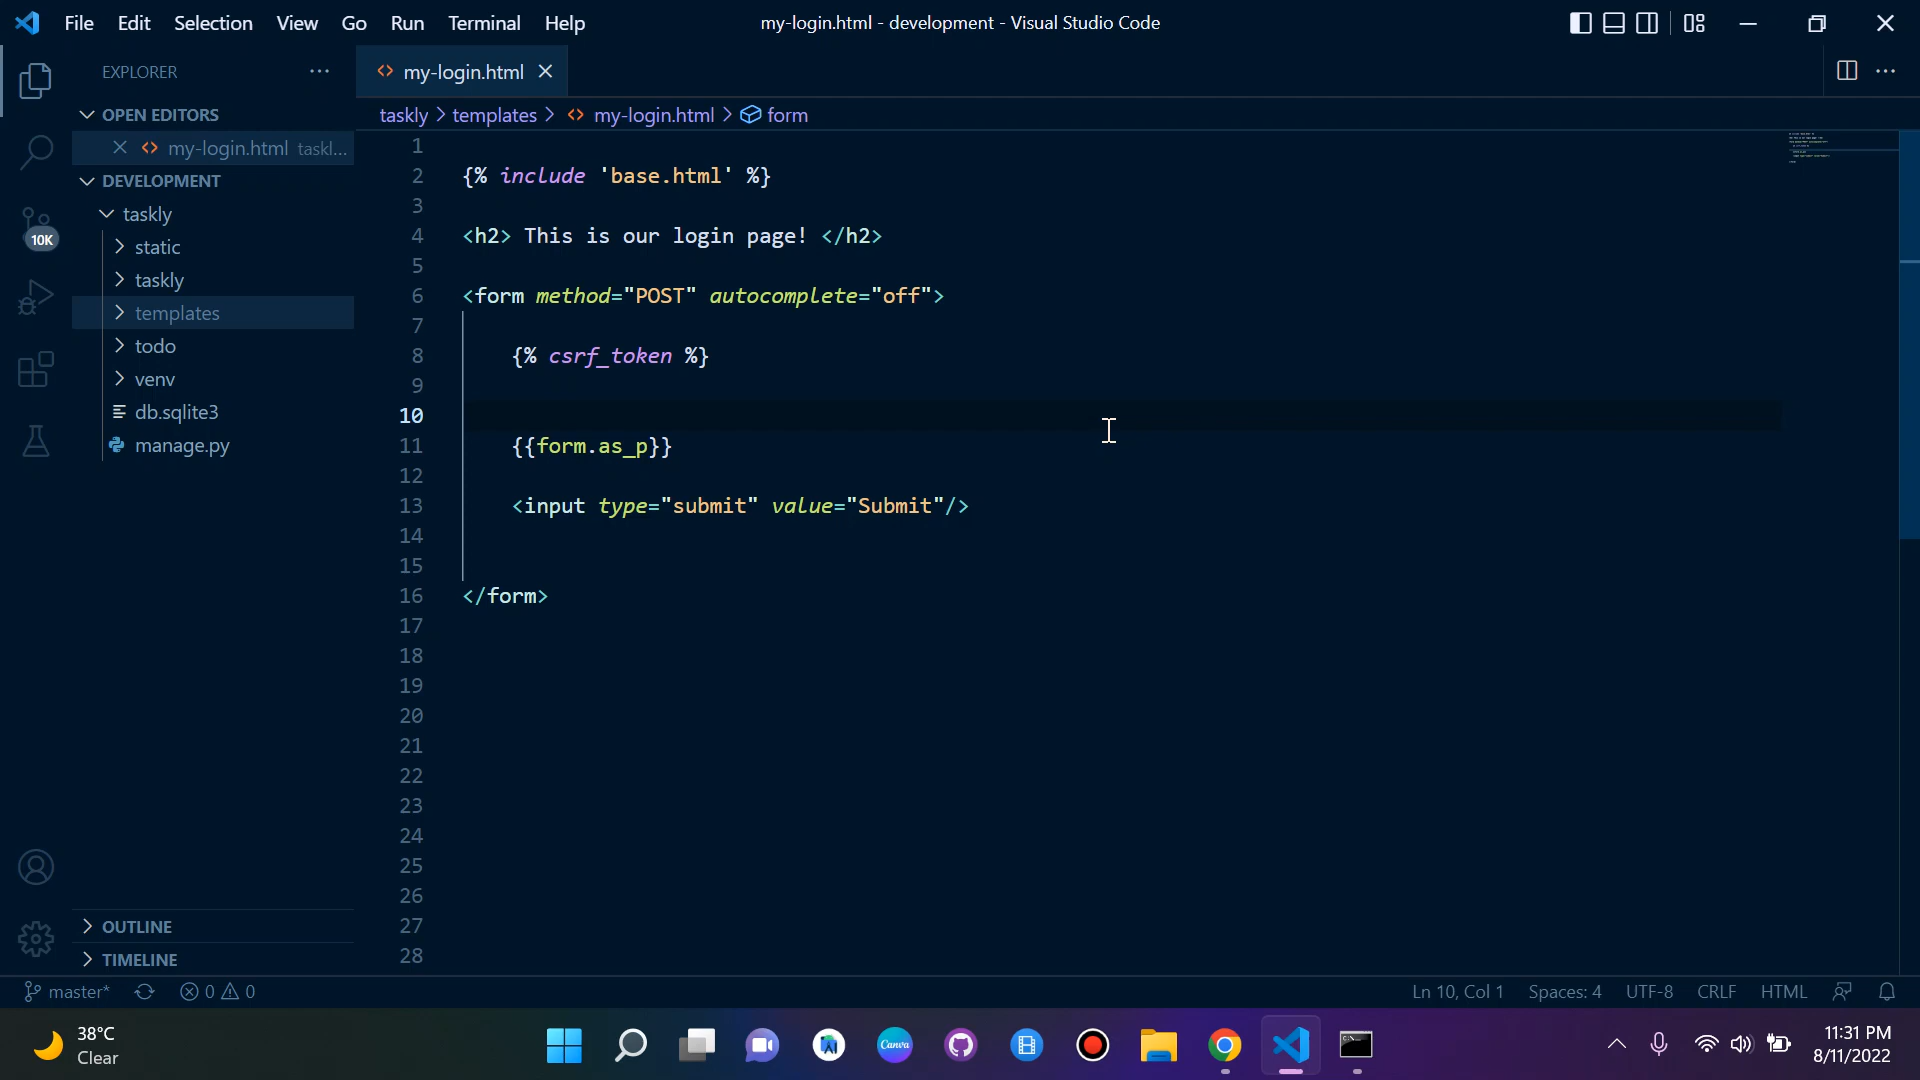 File Edit Selection View Go Run Terminal Help
my-login.html - development - Visual Studio Code
EXPLORER
my-login.html
OPEN EDITORS
my-login.html taskl...
DEVELOPMENT
taskly
static
taskly
templates
todo
venv
db.sqlite3
manage.py
OUTLINE
TIMELINE
10K
taskly > templates > my-login.html > form
1
2 {% include 'base.html' %}
3
4 <h2> This is our login page! </h2>
5
6 <form method="POST" autocomplete="off">
7
8 {% csrf_token %}
9
10
11 {{form.as_p}}
12
13 <input type="submit" value="Submit"/>
14
15
16 </form>
17
18
19
20
21
22
23
24
25
26
27
28
master* 0 0
Ln 10, Col 1 Spaces: 4 UTF-8 CRLF HTML
38°C
Clear
Canva
11:31 PM
8/11/2022